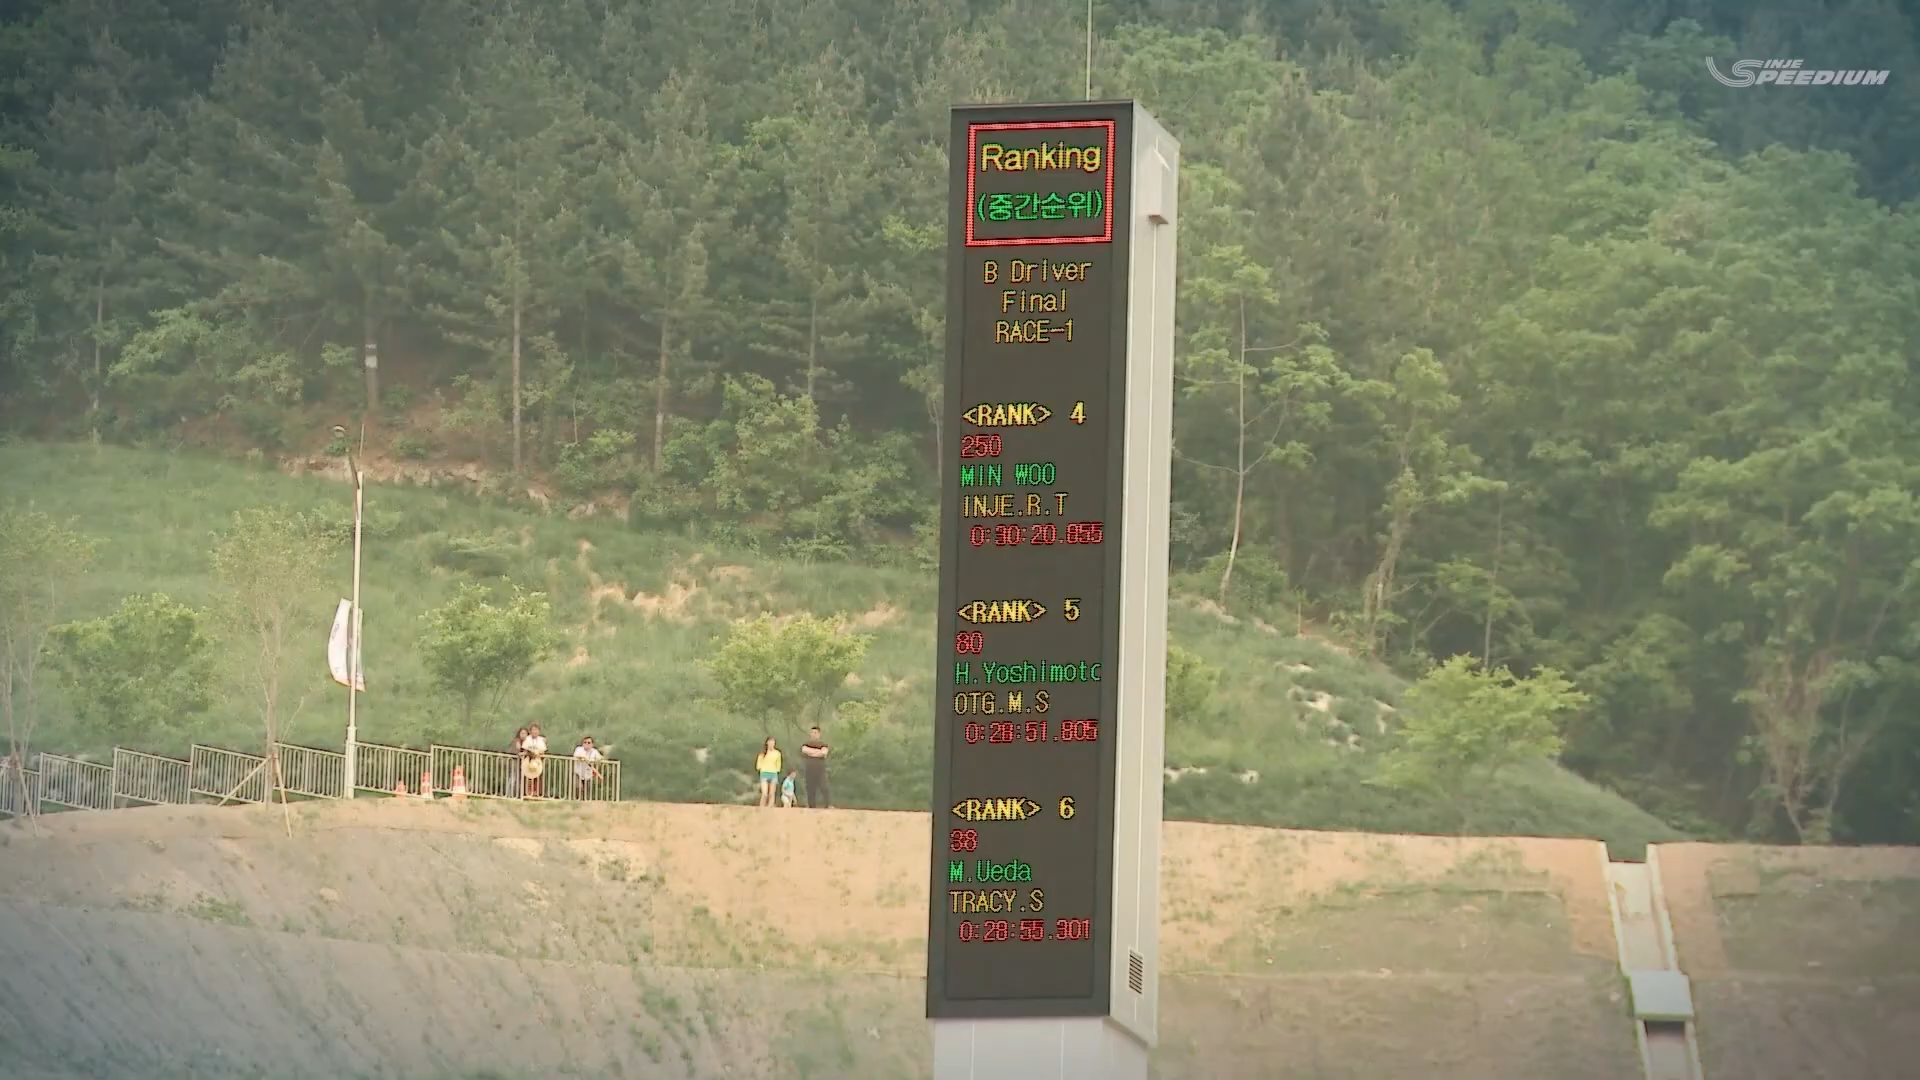 INJE
SPEEDIUM
Ranking
(중간순위)
B Driver
Final
RACE-1
<RANK> 4
250
MIN WOO
INJE.R.T
0:30:20.855
<RANK> 5
80
H.Yoshimoto
OTG.M.S
0:28:51.805
<RANK> 6
38
M.Ueda
TRACY.S
0:28:55.301